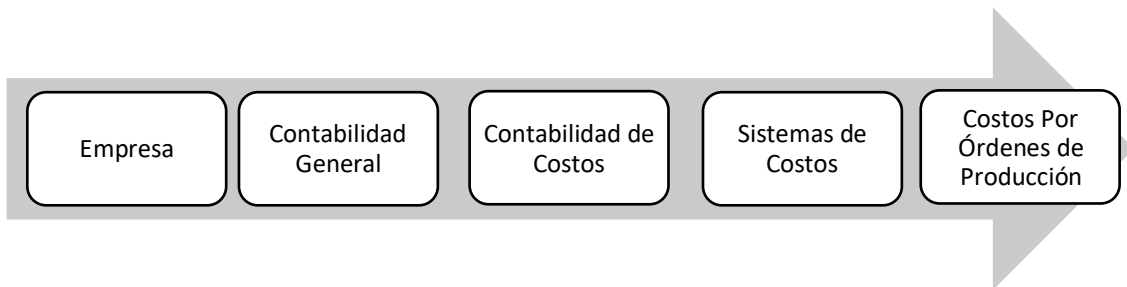 Empresa
Contabilidad
General
Contabilidad de
Costos
Sistemas de
Costos
Costos Por
Órdenes de
Producción